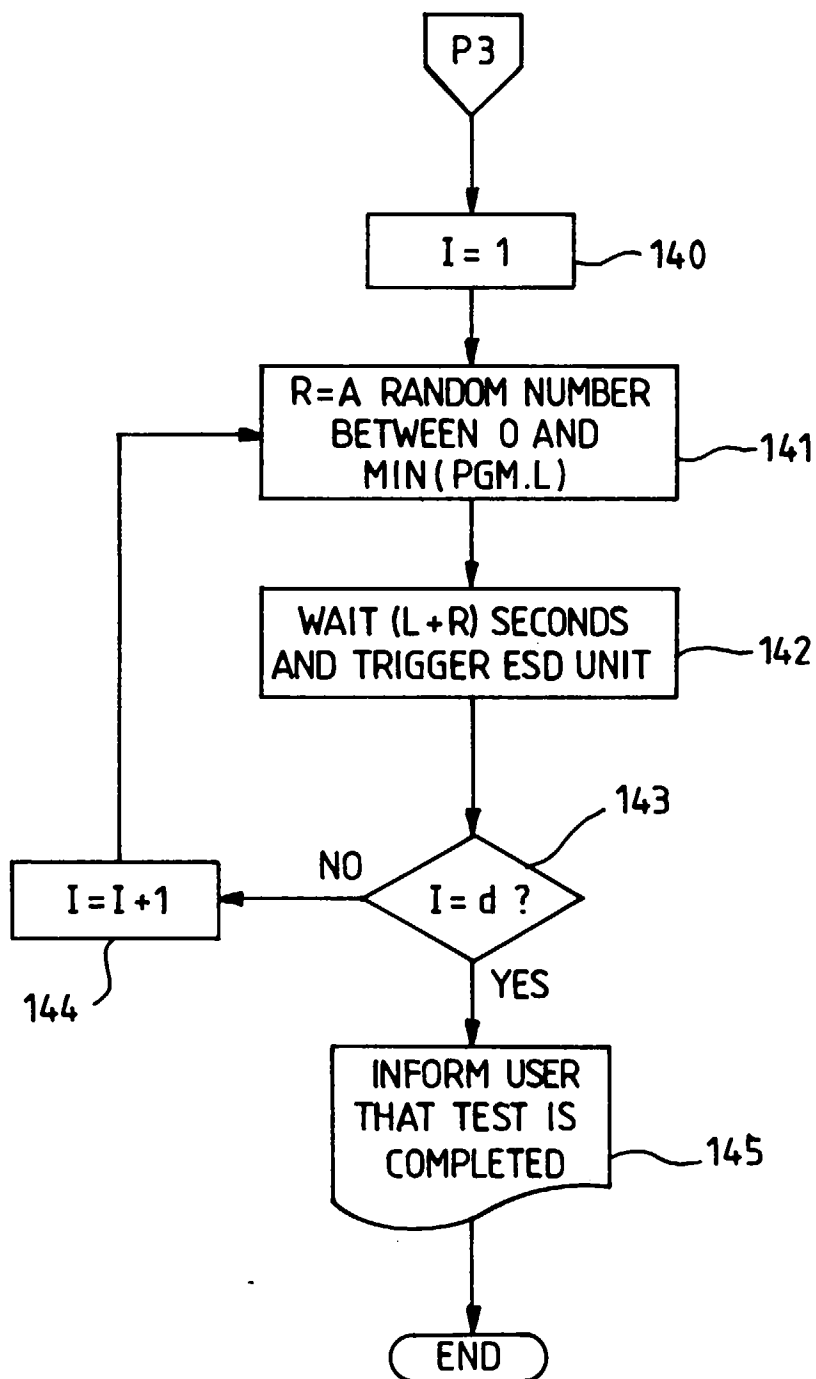 P3
I = 1
140
R=A RANDOM NUMBER
BETWEEN 0 AND
MIN(PGM.L)
141
WAIT (L+R) SECONDS
AND TRIGGER ESD UNIT
142
143
I= d ?
NO
I=I+1
144
YES
INFORM USER
THAT TEST IS
COMPLETED
145
END